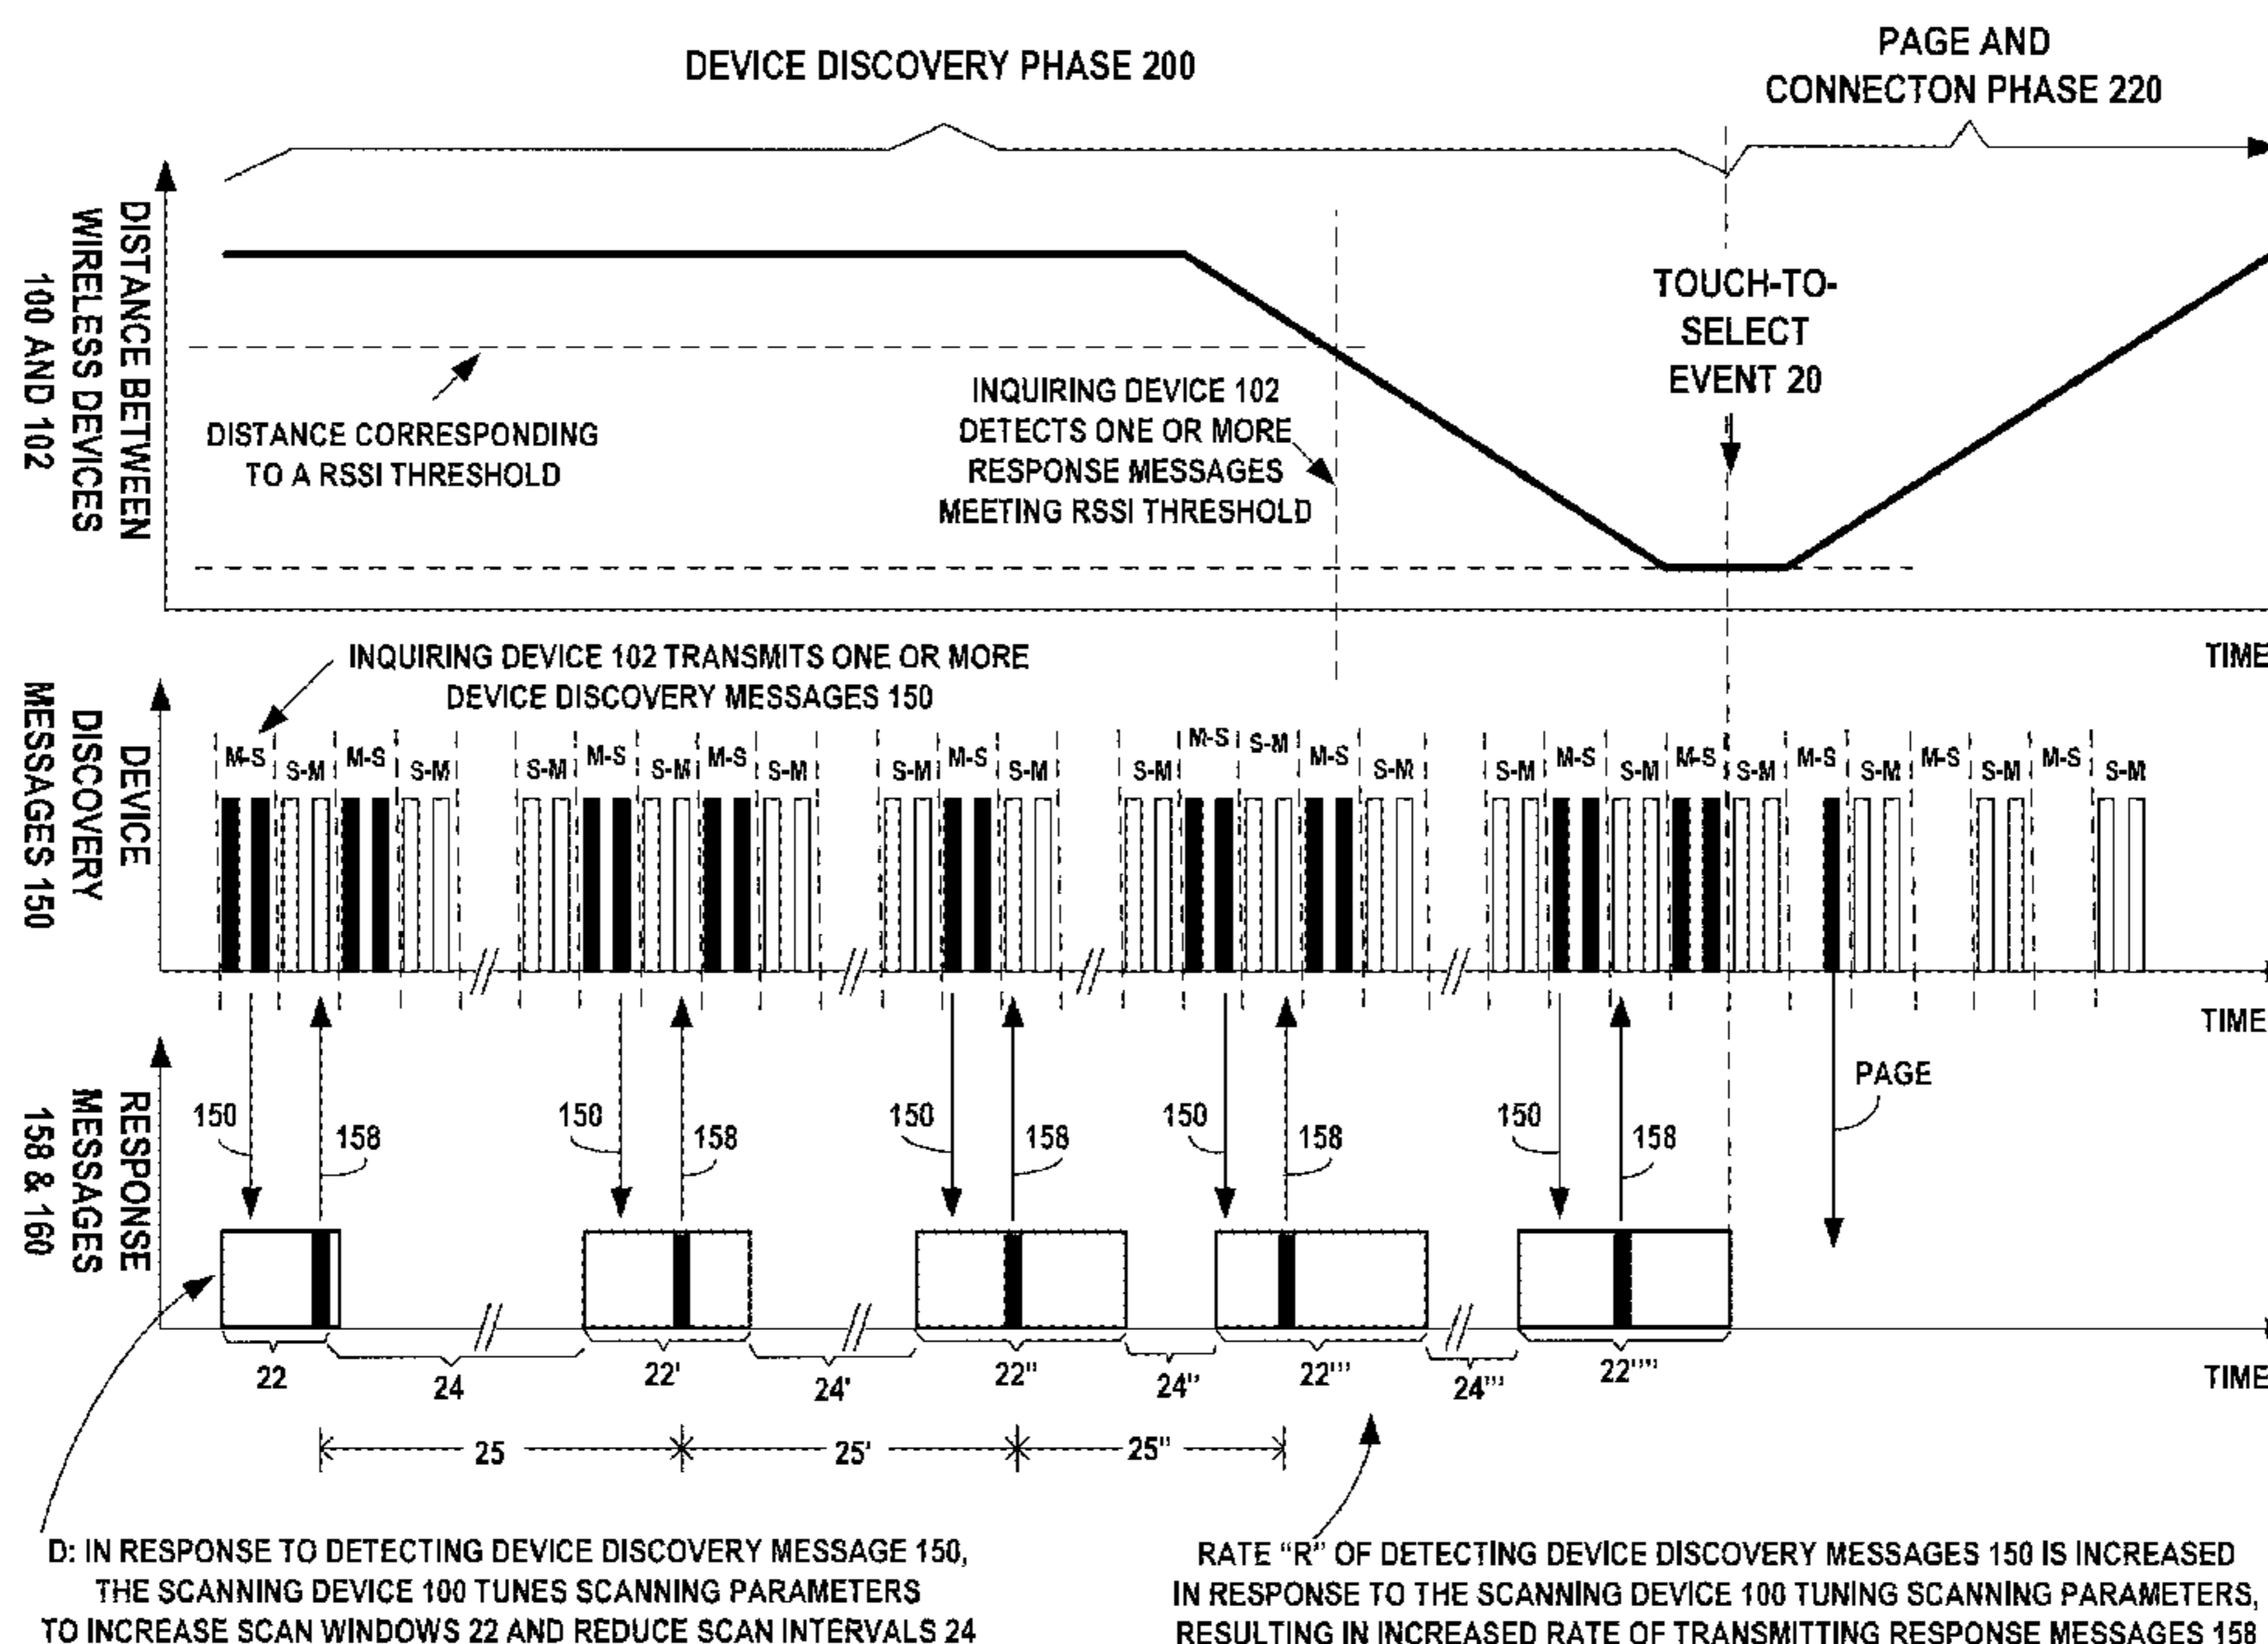 DEVICE DISCOVERY PHASE 200
PAGE AND
CONNECTON PHASE 220
DISTANCE BETWEEN
WIRELESS DEVICES
100 AND 102
DISTANCE CORRESPONDING
TO A RSSI THRESHOLD
INQUIRING DEVICE 102
DETECTS ONE OR MORE
RESPONSE MESSAGES
MEETING RSSI THRESHOLD
TOUCH-TO-
SELECT
EVENT 20
TIME
INQUIRING DEVICE 102 TRANSMITS ONE OR MORE
DEVICE DISCOVERY MESSAGES 150
DEVICE
DISCOVERY
MESSAGES 150
M-S S-M M-S S-M S-M M-S S-M M-S S-M S-M M-S S-M S-M M-S S-M M-S S-M S-M M-S S-M M-S S-M M-S S-M M-S S-M M-S S-M
TIME
RESPONSE
MESSAGES
158 & 160
150 158 150 158 150 158 150 158 150 158 PAGE
22 24 22' 24' 22" 24" 22''' 24''' 22''''
TIME
25 25' 25"
D: IN RESPONSE TO DETECTING DEVICE DISCOVERY MESSAGE 150,
THE SCANNING DEVICE 100 TUNES SCANNING PARAMETERS
TO INCREASE SCAN WINDOWS 22 AND REDUCE SCAN INTERVALS 24
RATE "R" OF DETECTING DEVICE DISCOVERY MESSAGES 150 IS INCREASED
IN RESPONSE TO THE SCANNING DEVICE 100 TUNING SCANNING PARAMETERS,
RESULTING IN INCREASED RATE OF TRANSMITTING RESPONSE MESSAGES 158